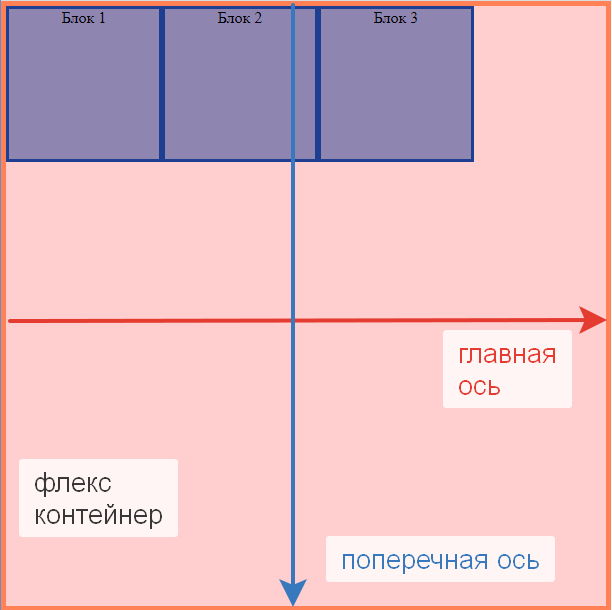 Блок 1
Блок 2
Блок 3
главная
ось
флекс
контейнер
поперечная ось